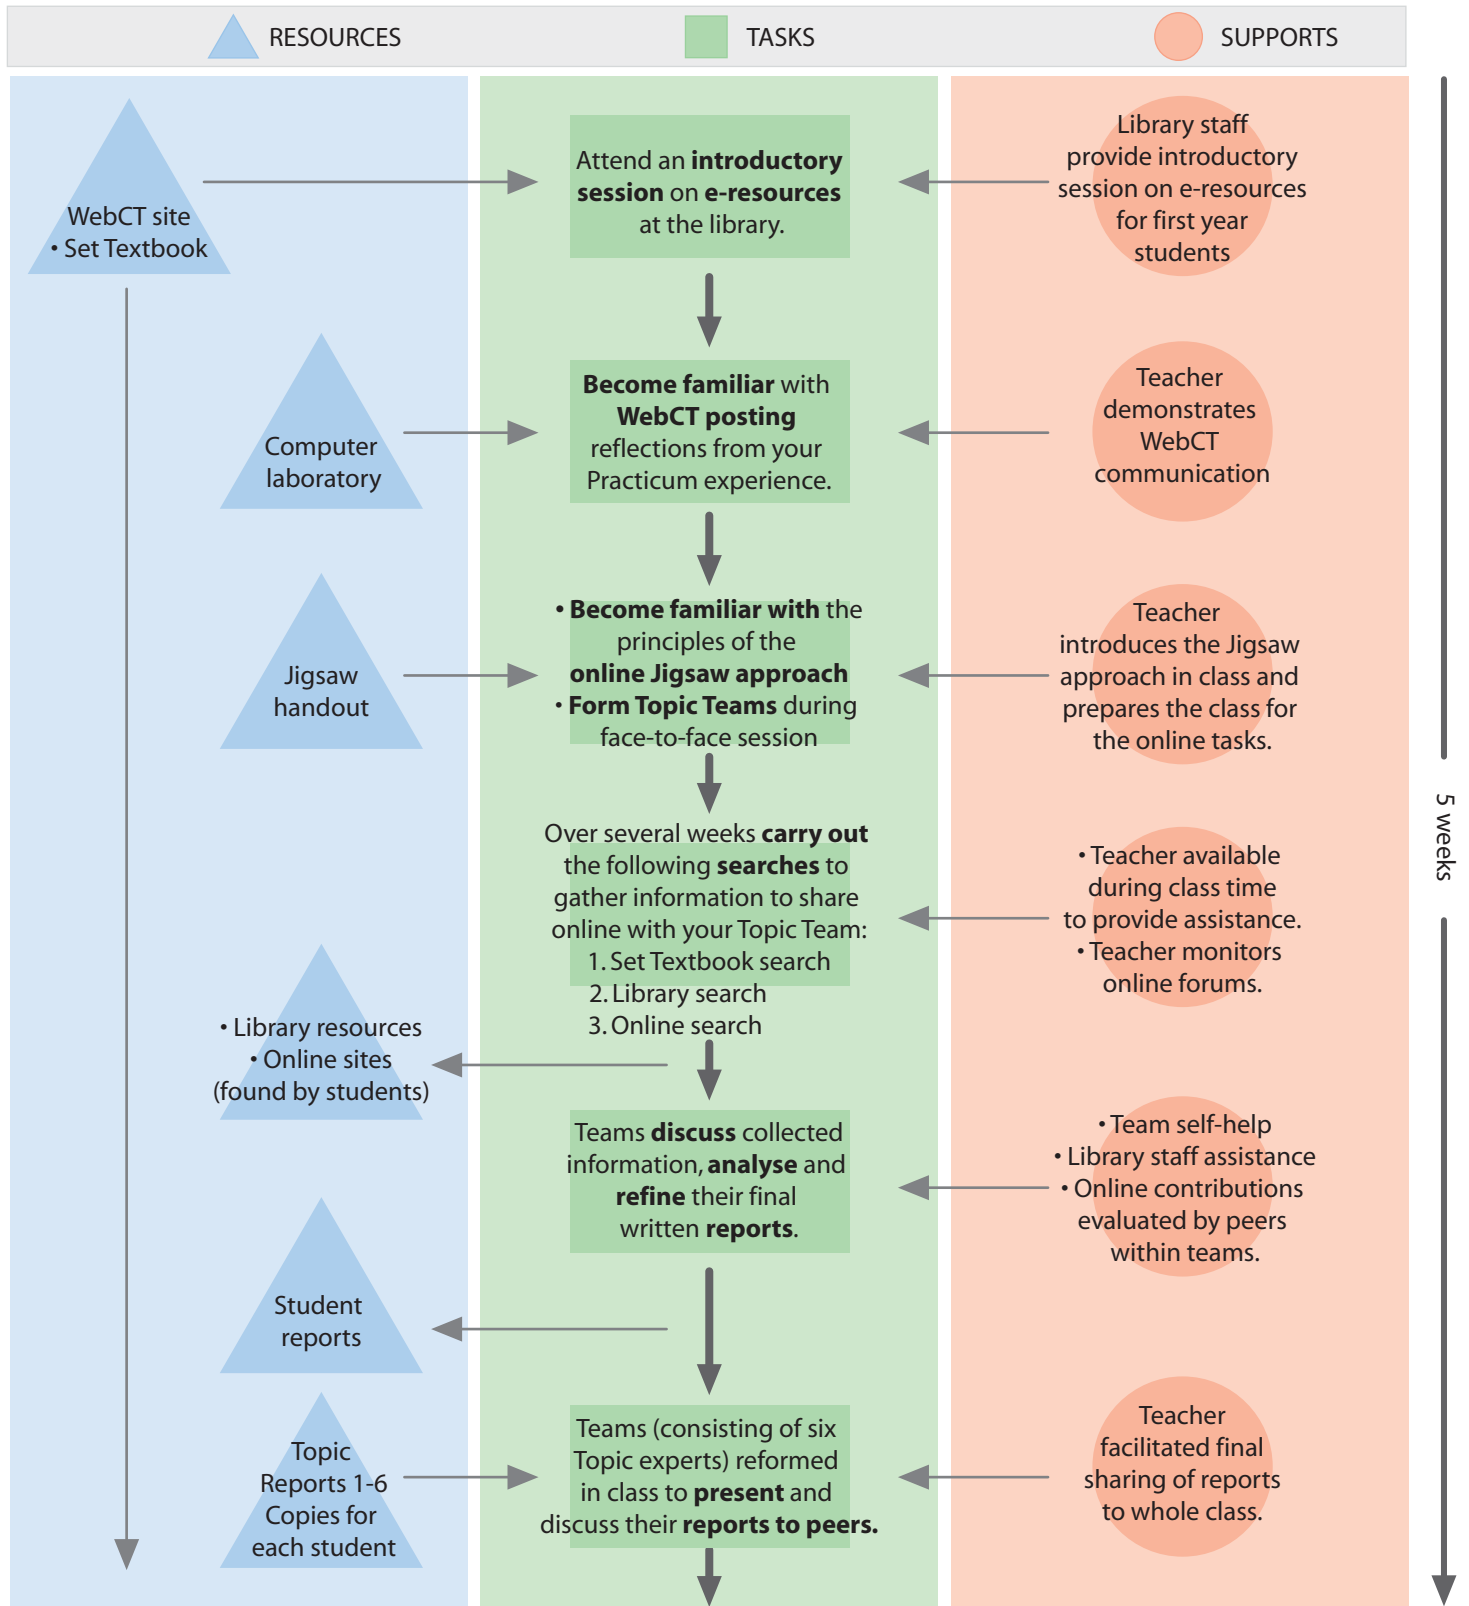 RESOURCES
TASKS
SUPPORTS
WebCT site
• Set Textbook
Attend an introductory
session on e-resources
at the library.
Library staff
provide introductory
session on e-resources
for first year
students
Computer
laboratory
Become familiar with
WebCT posting
reflections from your
Practicum experience.
Teacher
demonstrates
WebCT
communication
Jigsaw
handout
• Become familiar with the
principles of the
online Jigsaw approach
• Form Topic Teams during
face-to-face session
Teacher
introduces the Jigsaw
approach in class and
prepares the class for
the online tasks.
Over several weeks carry out
the following searches to
gather information to share
online with your Topic Team:
1. Set Textbook search
2. Library search
3. Online search
• Teacher available
during class time
to provide assistance.
• Teacher monitors
online forums.
5 weeks
• Library resources
• Online sites
(found by students)
Teams discuss collected
information, analyse and
refine their final
written reports.
• Team self-help
• Library staff assistance
• Online contributions
evaluated by peers
within teams.
Student
reports
Topic
Reports 1-6
Copies for
each student
Teams (consisting of six
Topic experts) reformed
in class to present and
discuss their reports to peers.
Teacher
facilitated final
sharing of reports
to whole class.